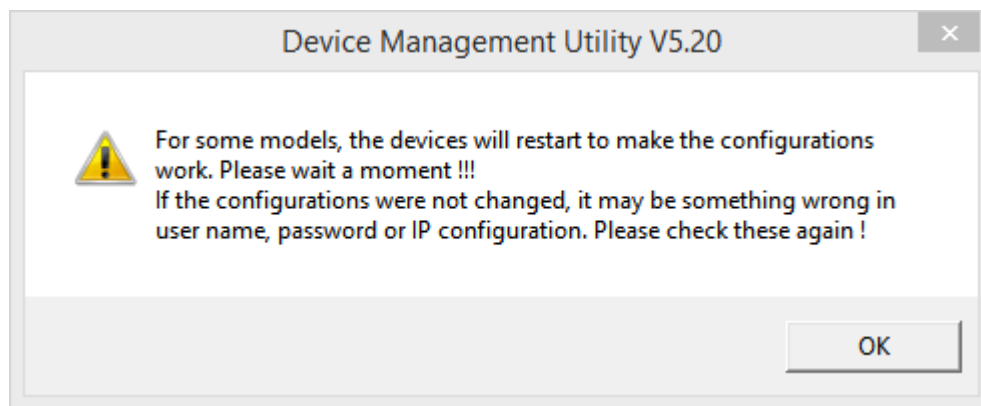 Device Management Utility V5.20
For some models, the devices will restart to make the configurations
work. Please wait a moment !!!
If the configurations were not changed, it may be something wrong in
user name, password or IP configuration. Please check these again !
OK